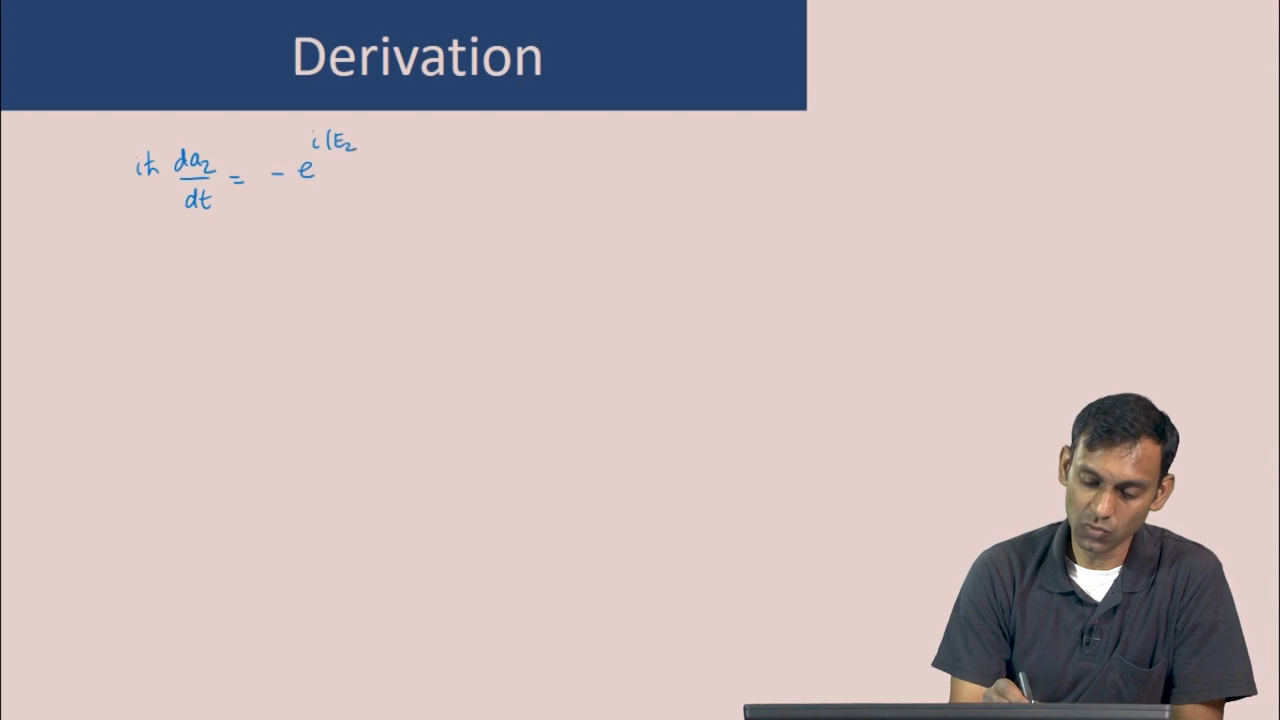 Derivation
iħ da₂/dt = - e^{i(E₂}